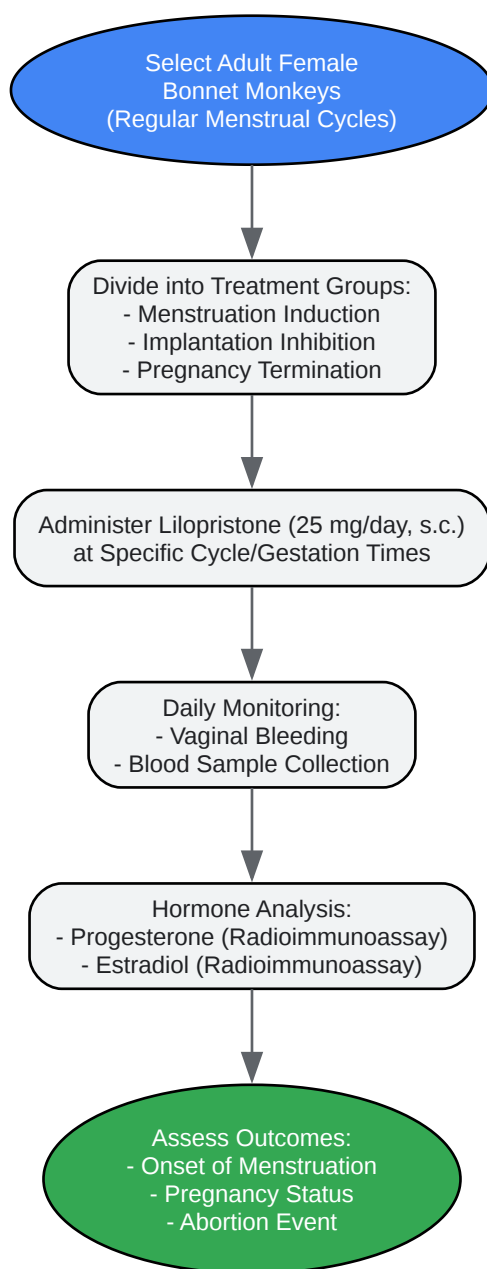 Select Adult Female
Bonnet Monkeys
(Regular Menstrual Cycles)
Divide into Treatment Groups:
- Menstruation Induction
- Implantation Inhibition
- Pregnancy Termination
Administer Lilopristone (25 mg/day, s.c.)
at Specific Cycle/Gestation Times
Daily Monitoring:
- Vaginal Bleeding
- Blood Sample Collection
Hormone Analysis:
- Progesterone (Radioimmunoassay)
- Estradiol (Radioimmunoassay)
Assess Outcomes:
- Onset of Menstruation
- Pregnancy Status
- Abortion Event